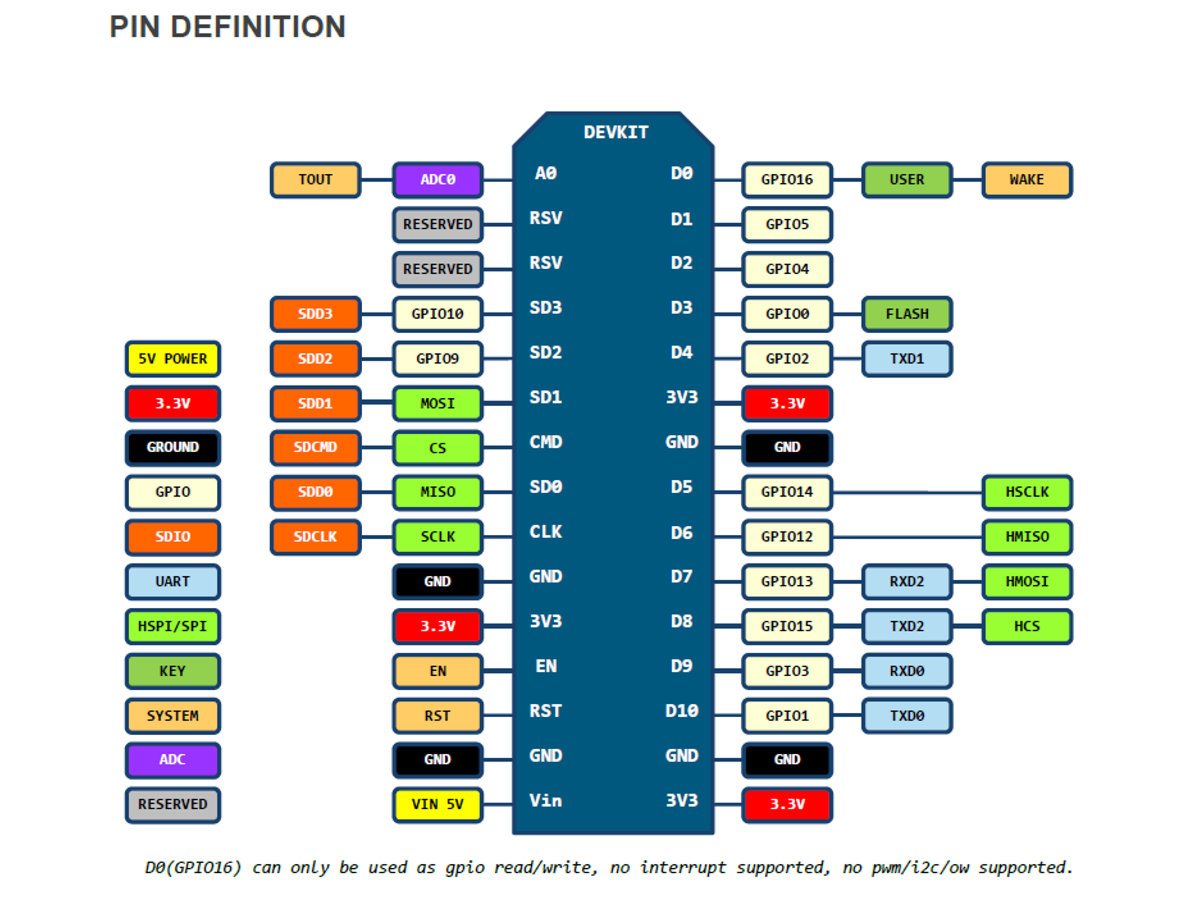 PIN DEFINITION
DEVKIT
TOUT ADC0 A0 D0 GPIO16 USER WAKE
RESERVED RSV D1 GPIO5
RESERVED RSV D2 GPIO4
SDD3 GPIO10 SD3 D3 GPIO0 FLASH
5V POWER SDD2 GPIO9 SD2 D4 GPIO2 TXD1
3.3V SDD1 MOSI SD1 3V3 3.3V
GROUND SDCMD CS CMD GND GND
GPIO SDD0 MISO SD0 D5 GPIO14 HSCLK
SDIO SDCLK SCLK CLK D6 GPIO12 HMISO
UART GND GND D7 GPIO13 RXD2 HMOSI
HSPI/SPI 3.3V 3V3 D8 GPIO15 TXD2 HCS
KEY EN EN D9 GPIO3 RXD0
SYSTEM RST RST D10 GPIO1 TXD0
ADC GND GND GND GND
RESERVED VIN 5V Vin 3V3 3.3V
D0(GPIO16) can only be used as gpio read/write, no interrupt supported, no pwm/i2c/ow supported.